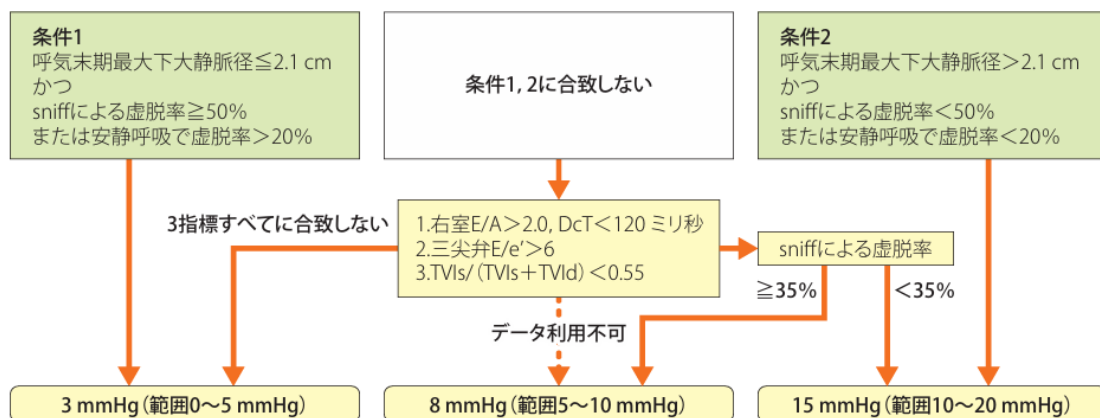 条件1
呼気末期最大下大静脈径≦2.1 cm
かつ
sniffによる虚脱率≧50%
または安静呼吸で虚脱率＞20%
条件1, 2に合致しない
条件2
呼気末期最大下大静脈径＞2.1 cm
かつ
sniffによる虚脱率＜50%
または安静呼吸で虚脱率＜20%
3指標すべてに合致しない
1.右室E/A＞2.0, DcT＜120 ミリ秒
2.三尖弁E/e′＞6
3.TVIs/(TVIs＋TVId)＜0.55
sniffによる虚脱率
≧35%
＜35%
データ利用不可
3 mmHg(範囲0〜5 mmHg)
8 mmHg(範囲5〜10 mmHg)
15 mmHg(範囲10〜20 mmHg)